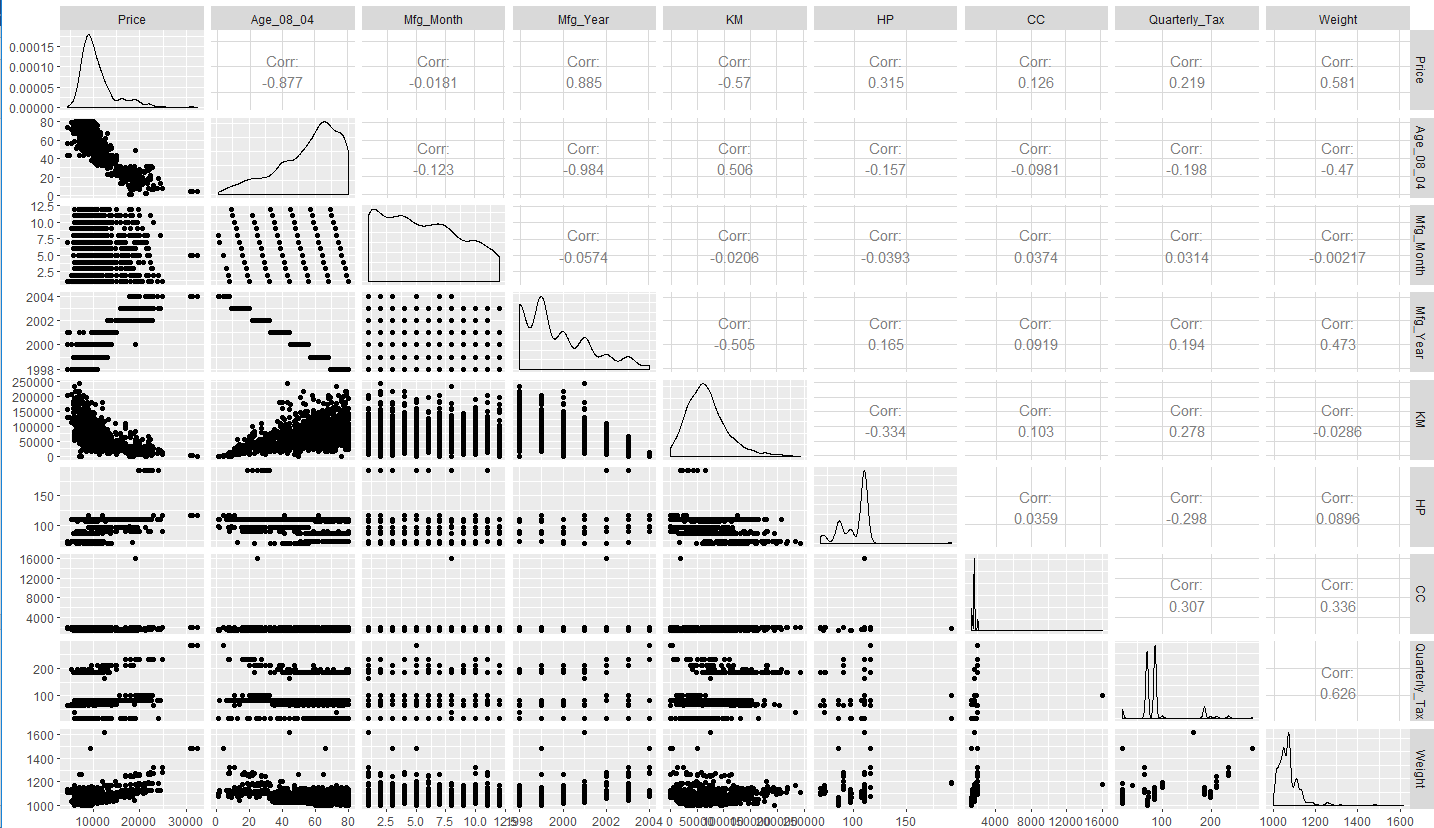 Price Age_08_04 Mfg_Month Mfg_Year KM HP CC Quarterly_Tax Weight
0.00015
0.00010
0.00005
0.00000
Corr: Corr: Corr: Corr: Corr: Corr: Corr: Corr:
-0.877 -0.0181 0.885 -0.57 0.315 0.126 0.219 0.581
Price
80
60
40
20
0
Corr: Corr: Corr: Corr: Corr: Corr: Corr:
-0.123 -0.984 0.506 -0.157 -0.0981 -0.198 -0.47
Age_08_04
12.5
10.0
7.5
5.0
2.5
Corr: Corr: Corr: Corr: Corr: Corr:
-0.0574 -0.0206 -0.0393 0.0374 0.0314 -0.00217
Mfg_Month
2004
2002
2000
1998
Corr: Corr: Corr: Corr: Corr:
-0.505 0.165 0.0919 0.194 0.473
Mfg_Year
250000
200000
150000
100000
50000
0
Corr: Corr: Corr: Corr:
-0.334 0.103 0.278 -0.0286
KM
150
100
Corr: Corr: Corr:
0.0359 -0.298 0.0896
HP
16000
12000
8000
4000
Corr: Corr:
0.307 0.336
CC
200
100
Corr:
0.626
Quarterly_Tax
1600
1400
1200
1000
Weight
10000 20000 30000 0 20 40 60 80 2.5 5.0 7.5 10.0 12.5 1998 2000 2002 2004 0 50000 100000 150000 200000 250000 100 150 4000 8000 12000 16000 100 200 1000 1200 1400 1600